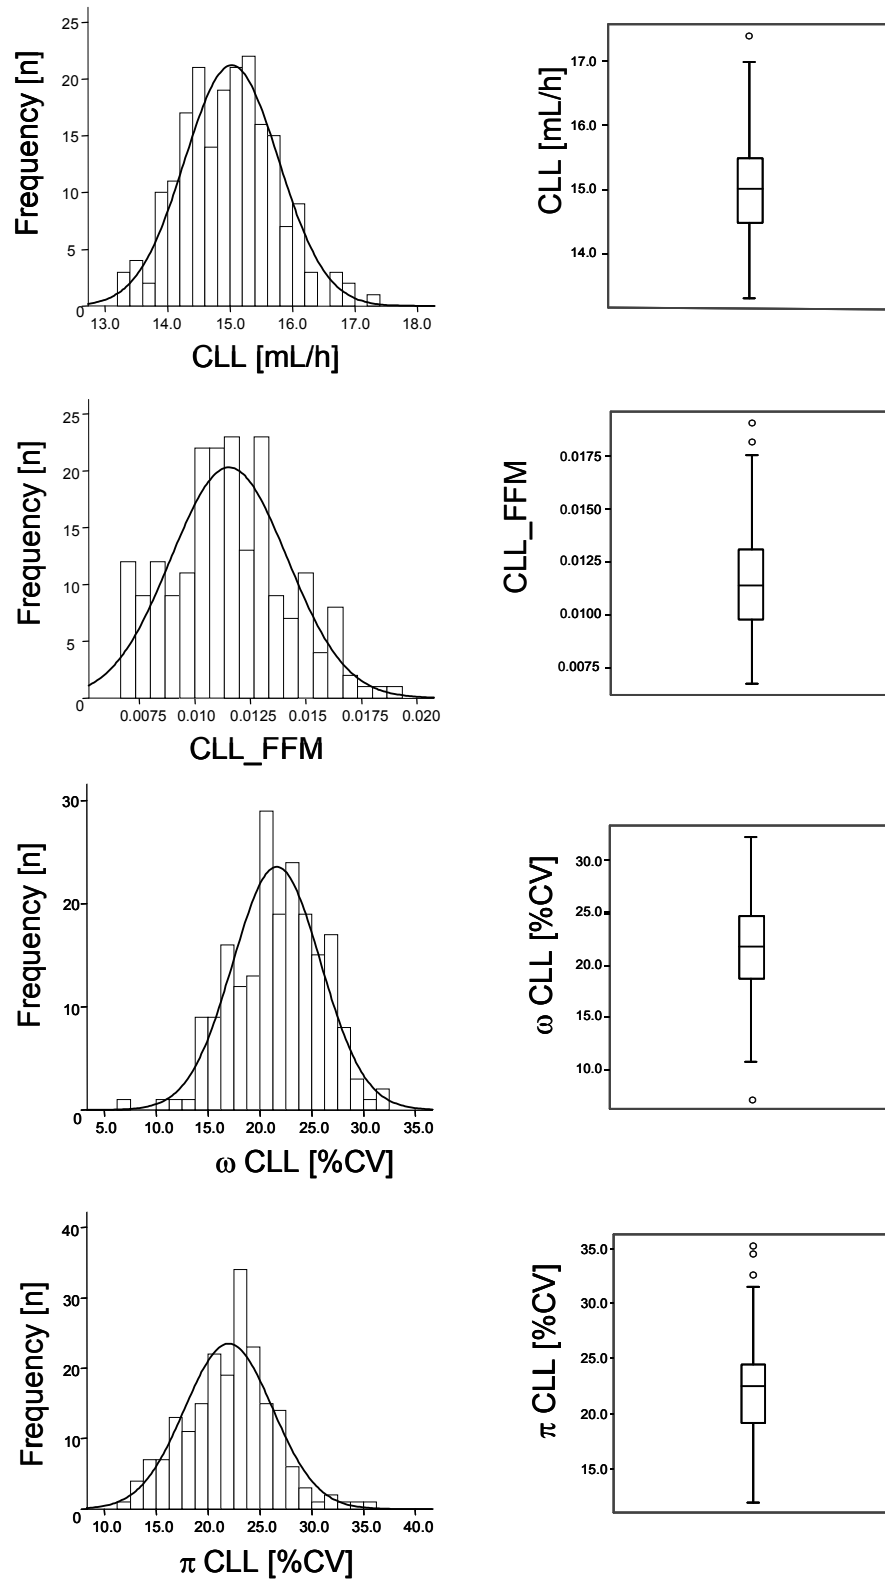 Frequency [n]
25
20
15
10
5
0
13.0 14.0 15.0 16.0 17.0 18.0
CLL [mL/h]
CLL [mL/h]
17.0
16.0
15.0
14.0
Frequency [n]
25
20
15
10
5
0
0.0075 0.010 0.0125 0.015 0.0175 0.020
CLL_FFM
CLL_FFM
0.0175
0.0150
0.0125
0.0100
0.0075
Frequency [n]
30
20
10
0
5.0 10.0 15.0 20.0 25.0 30.0 35.0
ω CLL [%CV]
ω CLL [%CV]
30.0
25.0
20.0
15.0
10.0
Frequency [n]
40
30
20
10
0
10.0 15.0 20.0 25.0 30.0 35.0 40.0
π CLL [%CV]
π CLL [%CV]
35.0
30.0
25.0
20.0
15.0